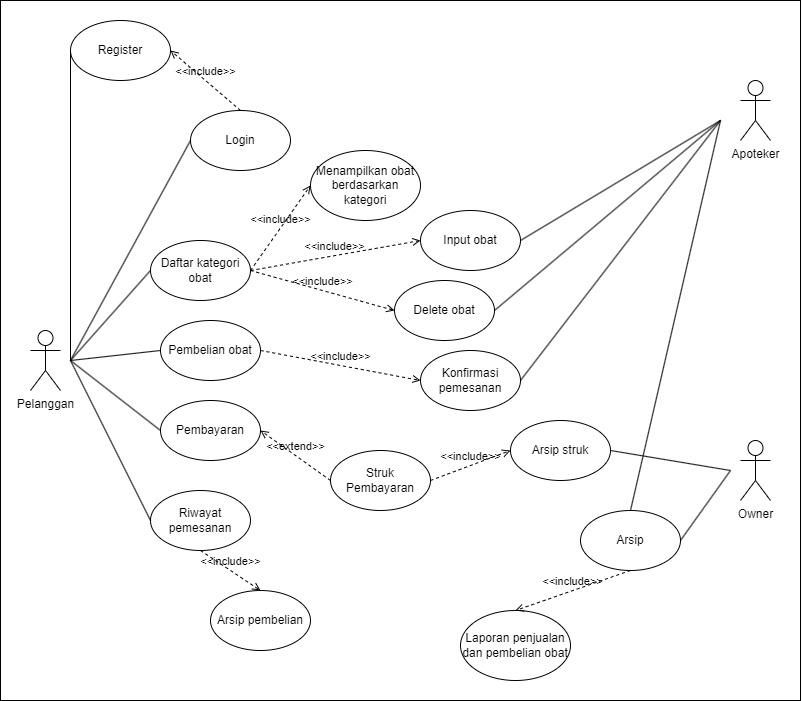 Register
<<include>>
Login
Apoteker
Menampilkan obat
berdasarkan
kategori
<<include>>
Input obat
<<include>>
Daftar kategori
obat
<<include>>
Delete obat
Pembelian obat
<<include>>
Konfirmasi
pemesanan
Pelanggan
Pembayaran
<<extend>>
Struk
Pembayaran
<<include>>
Arsip struk
Owner
Riwayat
pemesanan
<<include>>
Arsip
<<include>>
Arsip pembelian
Laporan penjualan
dan pembelian obat